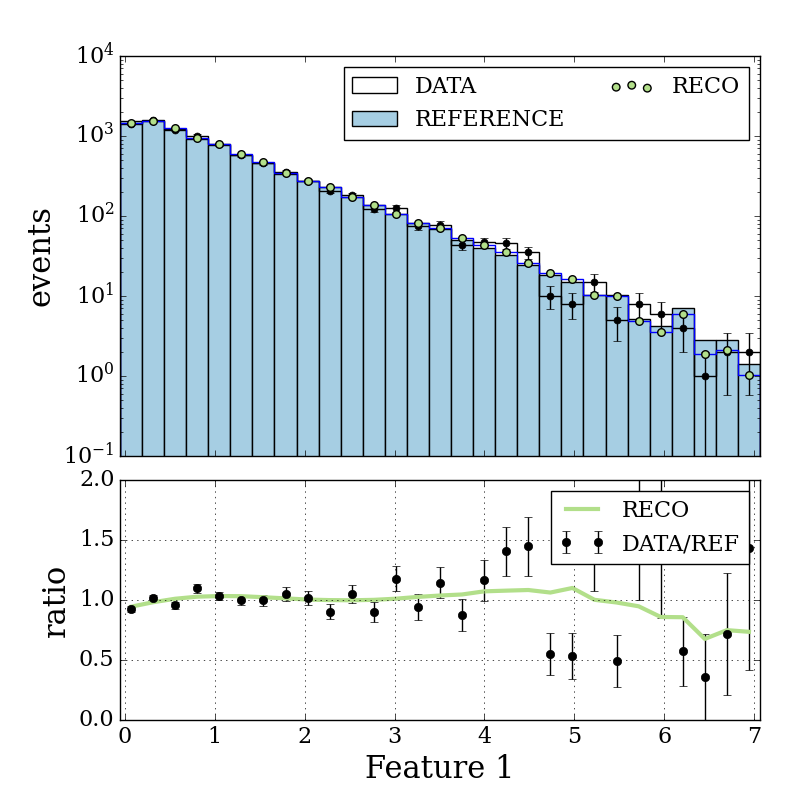 10^4
10^3
10^2
10^1
10^0
10^−1
events
DATA
RECO
REFERENCE
2.0
1.5
1.0
0.5
0.0
ratio
RECO
DATA/REF
0 1 2 3 4 5 6 7
Feature 1